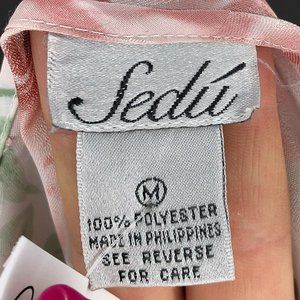 Sedú
M
100% POLYESTER
MADE IN PHILIPPINES
SEE REVERSE
FOR CARE